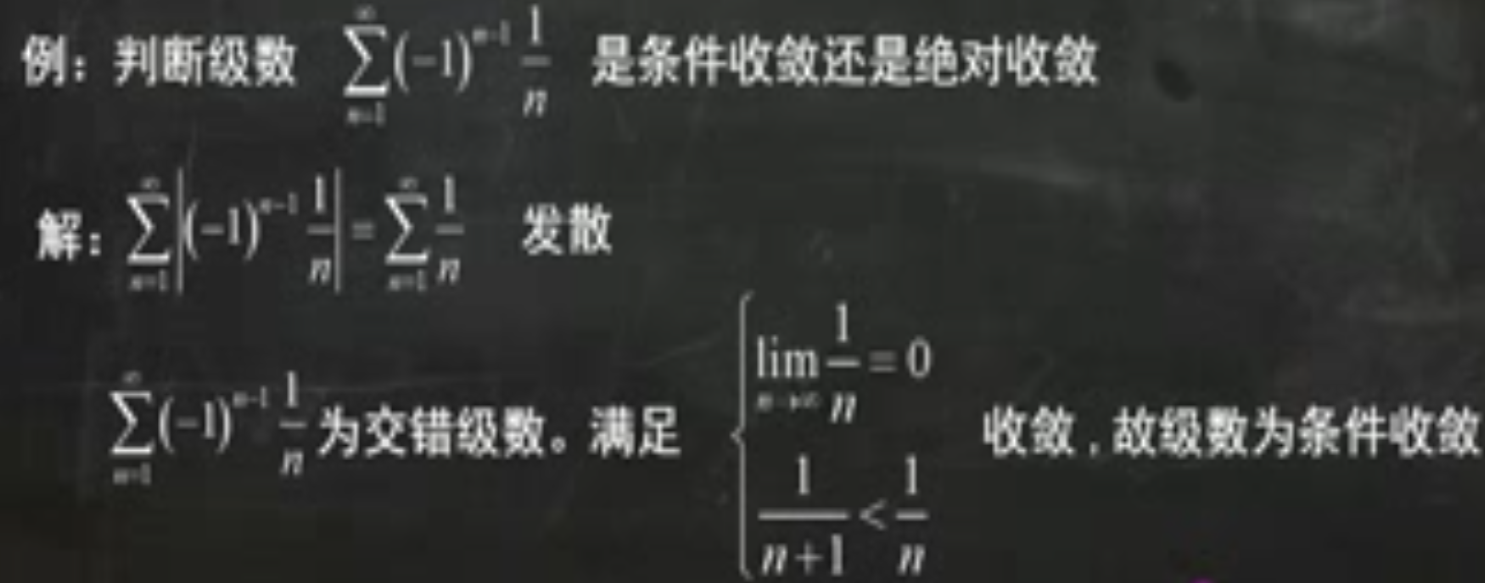 例：判断级数 $\sum_{n=1}^{\infty}(-1)^{n-1}\frac{1}{n}$ 是条件收敛还是绝对收敛
解：$\sum_{n=1}^{\infty}\left|(-1)^{n-1}\frac{1}{n}\right|=\sum_{n=1}^{\infty}\frac{1}{n}$ 发散
$\sum_{n=1}^{\infty}(-1)^{n-1}\frac{1}{n}$ 为交错级数。满足 $\begin{cases}\lim_{n\to\infty}\frac{1}{n}=0\\ \frac{1}{n+1}<\frac{1}{n}\end{cases}$ 收敛，故级数为条件收敛